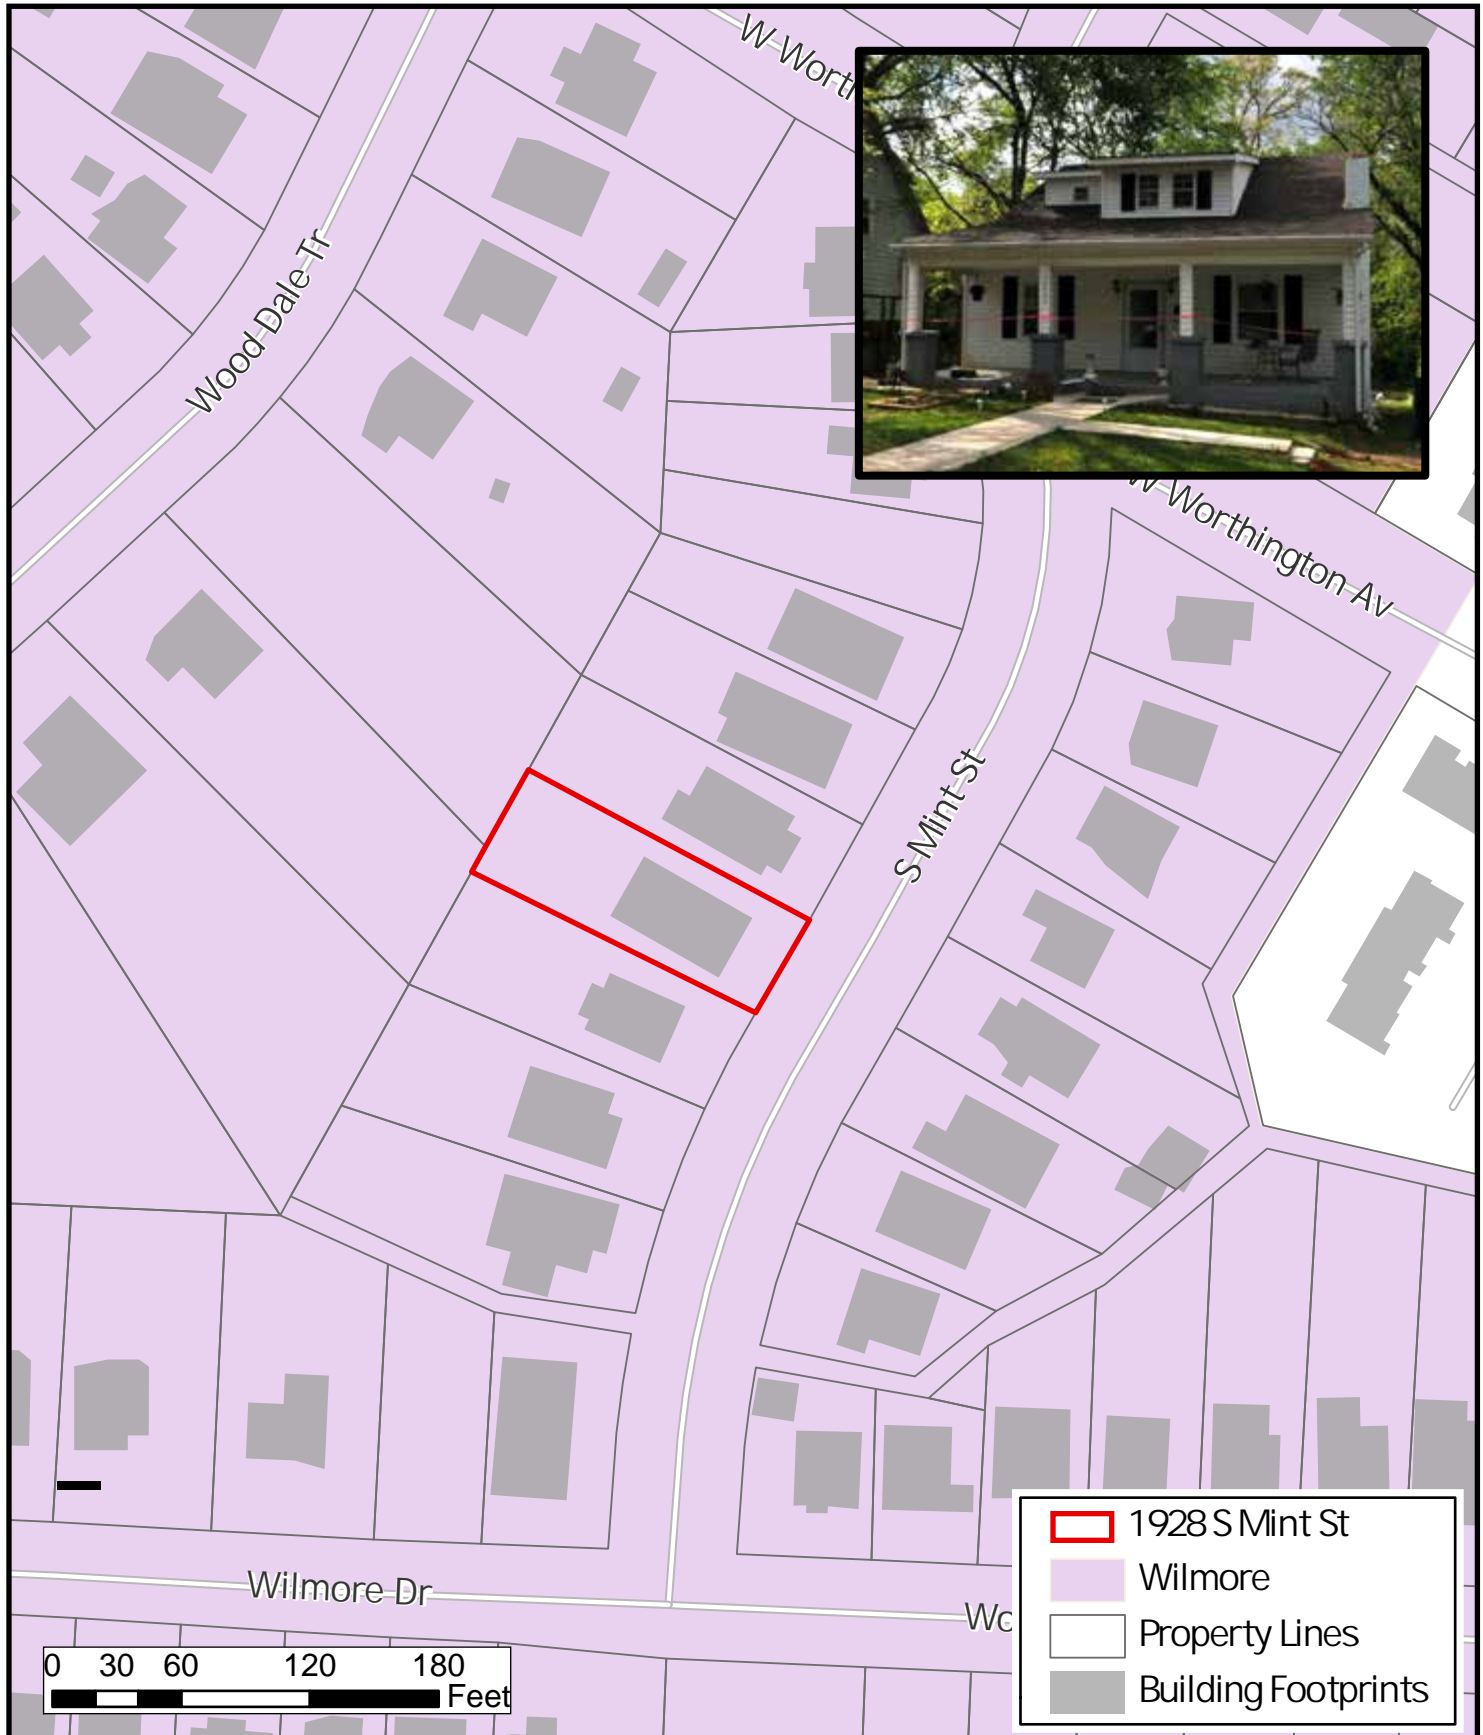 W Worth
Wood Dale Tr
W Worthington Av
S Mint St
Wilmore Dr
Wo
1928 S Mint St
Wilmore
Property Lines
Building Footprints
0 30 60 120 180
Feet